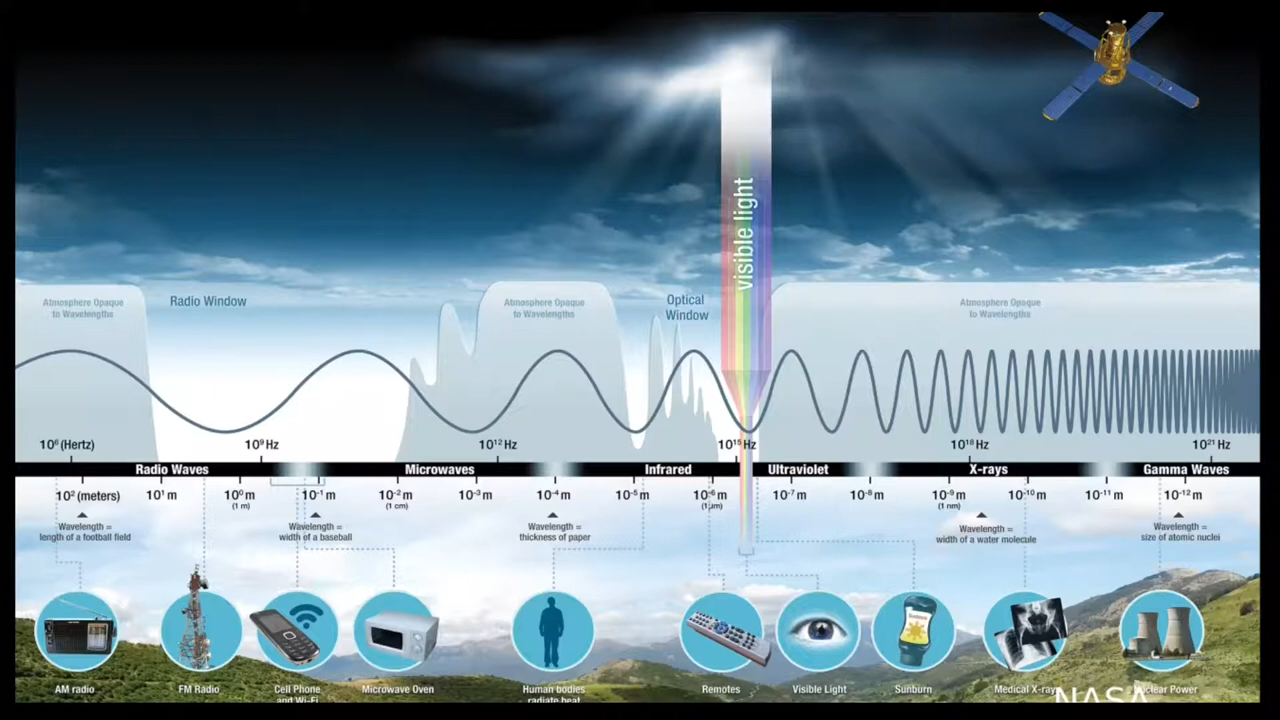 visible light
Atmosphere Opaque
to Wavelengths
Radio Window
Atmosphere Opaque
to Wavelengths
Optical
Window
Atmosphere Opaque
to Wavelengths
10⁶ (Hertz)
10⁹ Hz
10¹² Hz
10¹⁵ Hz
10¹⁸ Hz
10²¹ Hz
Radio Waves
Microwaves
Infrared
Ultraviolet
X-rays
Gamma Waves
10² (meters)
10¹ m
10⁰ m
(1 m)
10⁻¹ m
10⁻² m
(1 cm)
10⁻³ m
10⁻⁴ m
10⁻⁵ m
10⁻⁶ m
(1 µm)
10⁻⁷ m
10⁻⁸ m
10⁻⁹ m
(1 nm)
10⁻¹⁰ m
10⁻¹¹ m
10⁻¹² m
Wavelength =
length of a football field
Wavelength =
width of a baseball
Wavelength =
thickness of paper
Wavelength =
width of a water molecule
Wavelength =
size of atomic nuclei
AM radio
FM Radio
Cell Phone
and Wi-Fi
Microwave Oven
Human bodies
radiate heat
Remotes
Visible Light
Sunburn
Medical X-rays
NASA
Nuclear Power